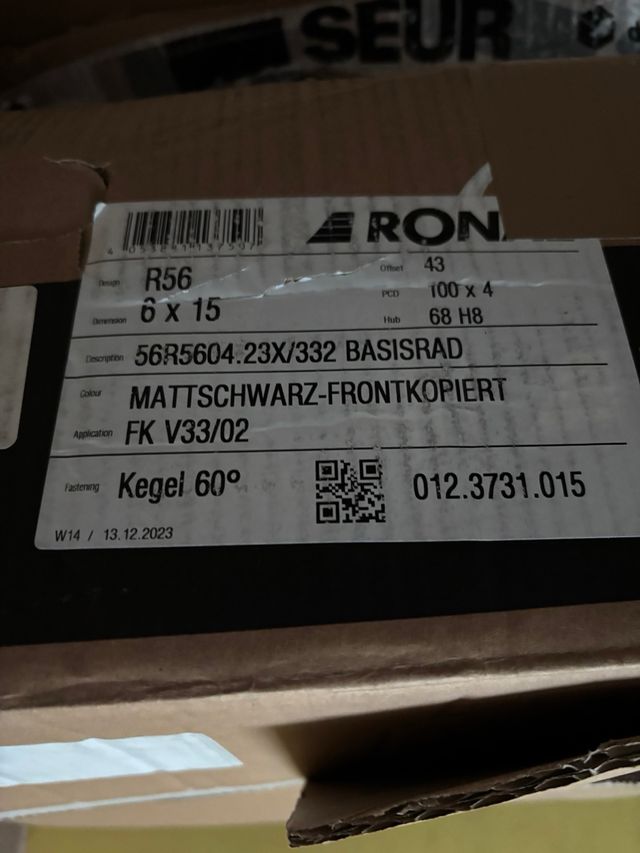 SEUR
RON
Design R56 Offset 43
Dimension 6 x 15 PCD 100 x 4
Hub 68 H8
Description 56R5604.23X/332 BASISRAD
Colour MATTSCHWARZ-FRONTKOPIERT
Application FK V33/02
Fastening Kegel 60° 012.3731.015
W14 / 13.12.2023